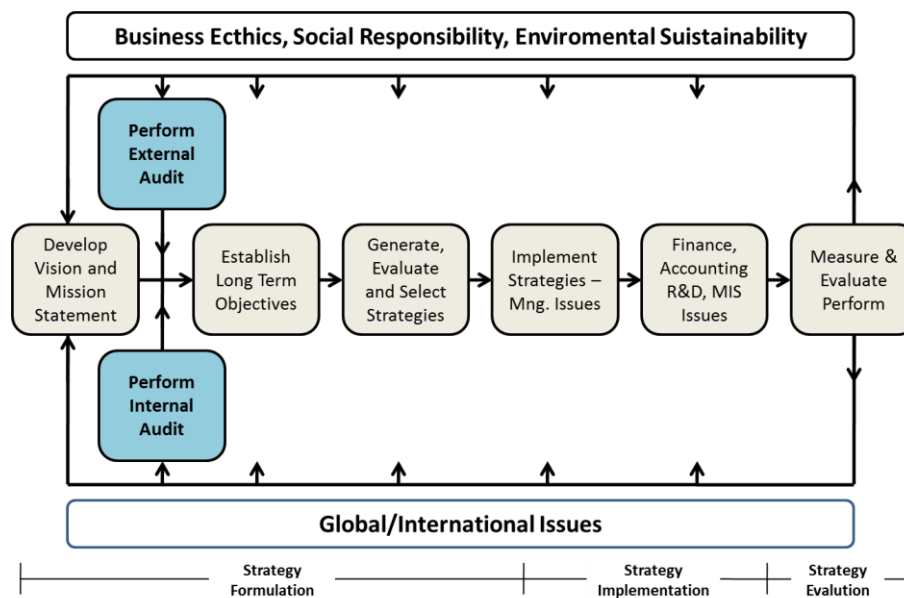 Business Ecthics, Social Responsibility, Enviromental Suistainability
Perform
External
Audit
Develop
Vision and
Mission
Statement
Establish
Long Term
Objectives
Generate,
Evaluate
and Select
Strategies
Implement
Strategies –
Mng. Issues
Finance,
Accounting
R&D, MIS
Issues
Measure &
Evaluate
Perform
Perform
Internal
Audit
Global/International Issues
Strategy
Formulation
Strategy
Implementation
Strategy
Evalution